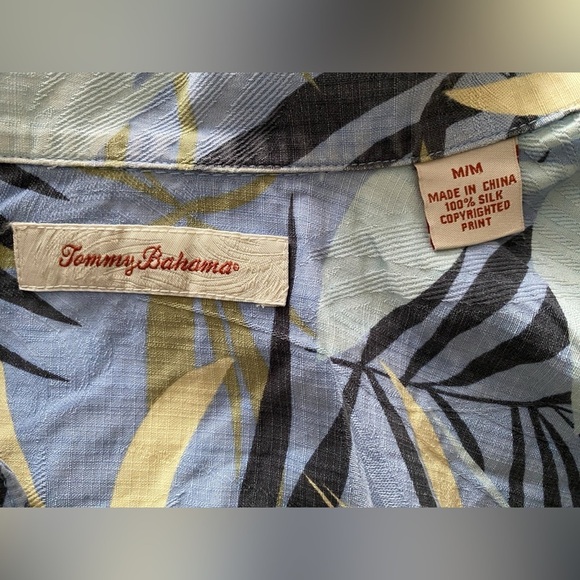 Tommy Bahama®
M/M
MADE IN CHINA
100% SILK
COPYRIGHTED
PRINT